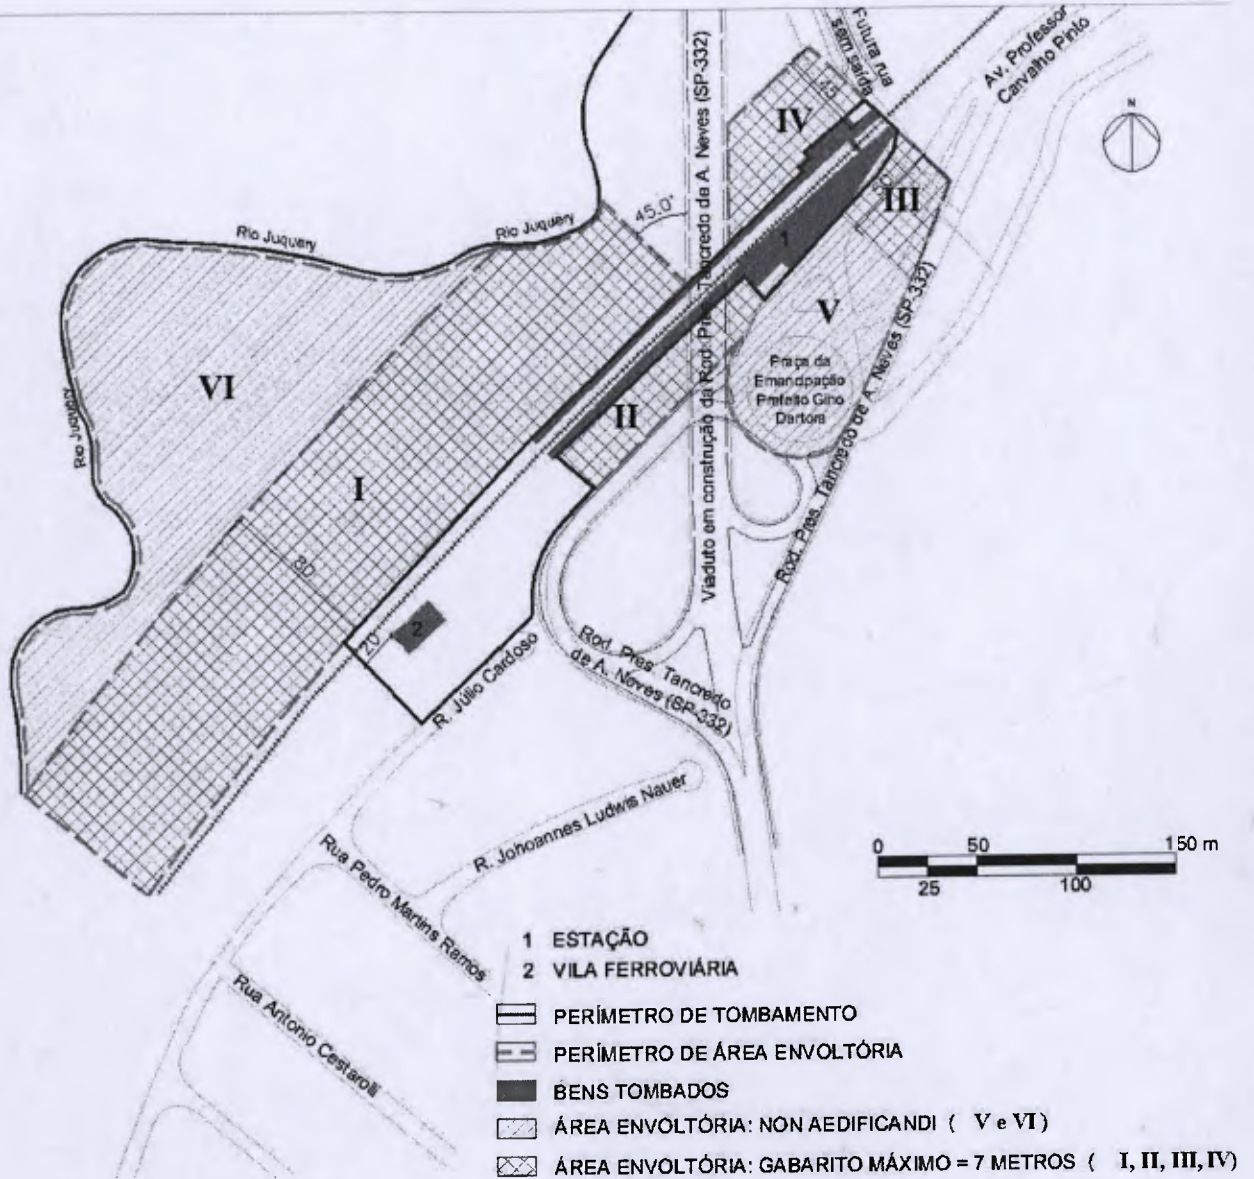 Futura rua
sem saída
Av. Professor
Carvalho Pinto
Viaduto em construção da Rod. Pres. Tancredo de A. Neves (SP-332)
N
IV
45
III
45,0°
Rio Juquery
Rio Juquery
Rio Juquery
1
V
VI
II
I
Praça da
Emancipação
Prefeito Gino
Dartora
Rod. Pres. Tancredo de A. Neves (SP-332)
80
20
2
R. Júlio Cardoso
Rod. Pres. Tancredo
de A. Neves (SP-332)
R. Johoannes Ludwis Nauer
Rua Pedro Martins Ramos
Rua Antonio Cestarolli
0 50 150 m
25 100
1 ESTAÇÃO
2 VILA FERROVIÁRIA
PERÍMETRO DE TOMBAMENTO
PERÍMETRO DE ÁREA ENVOLTÓRIA
BENS TOMBADOS
ÁREA ENVOLTÓRIA: NON AEDIFICANDI ( V e VI )
ÁREA ENVOLTÓRIA: GABARITO MÁXIMO = 7 METROS ( I, II, III, IV)